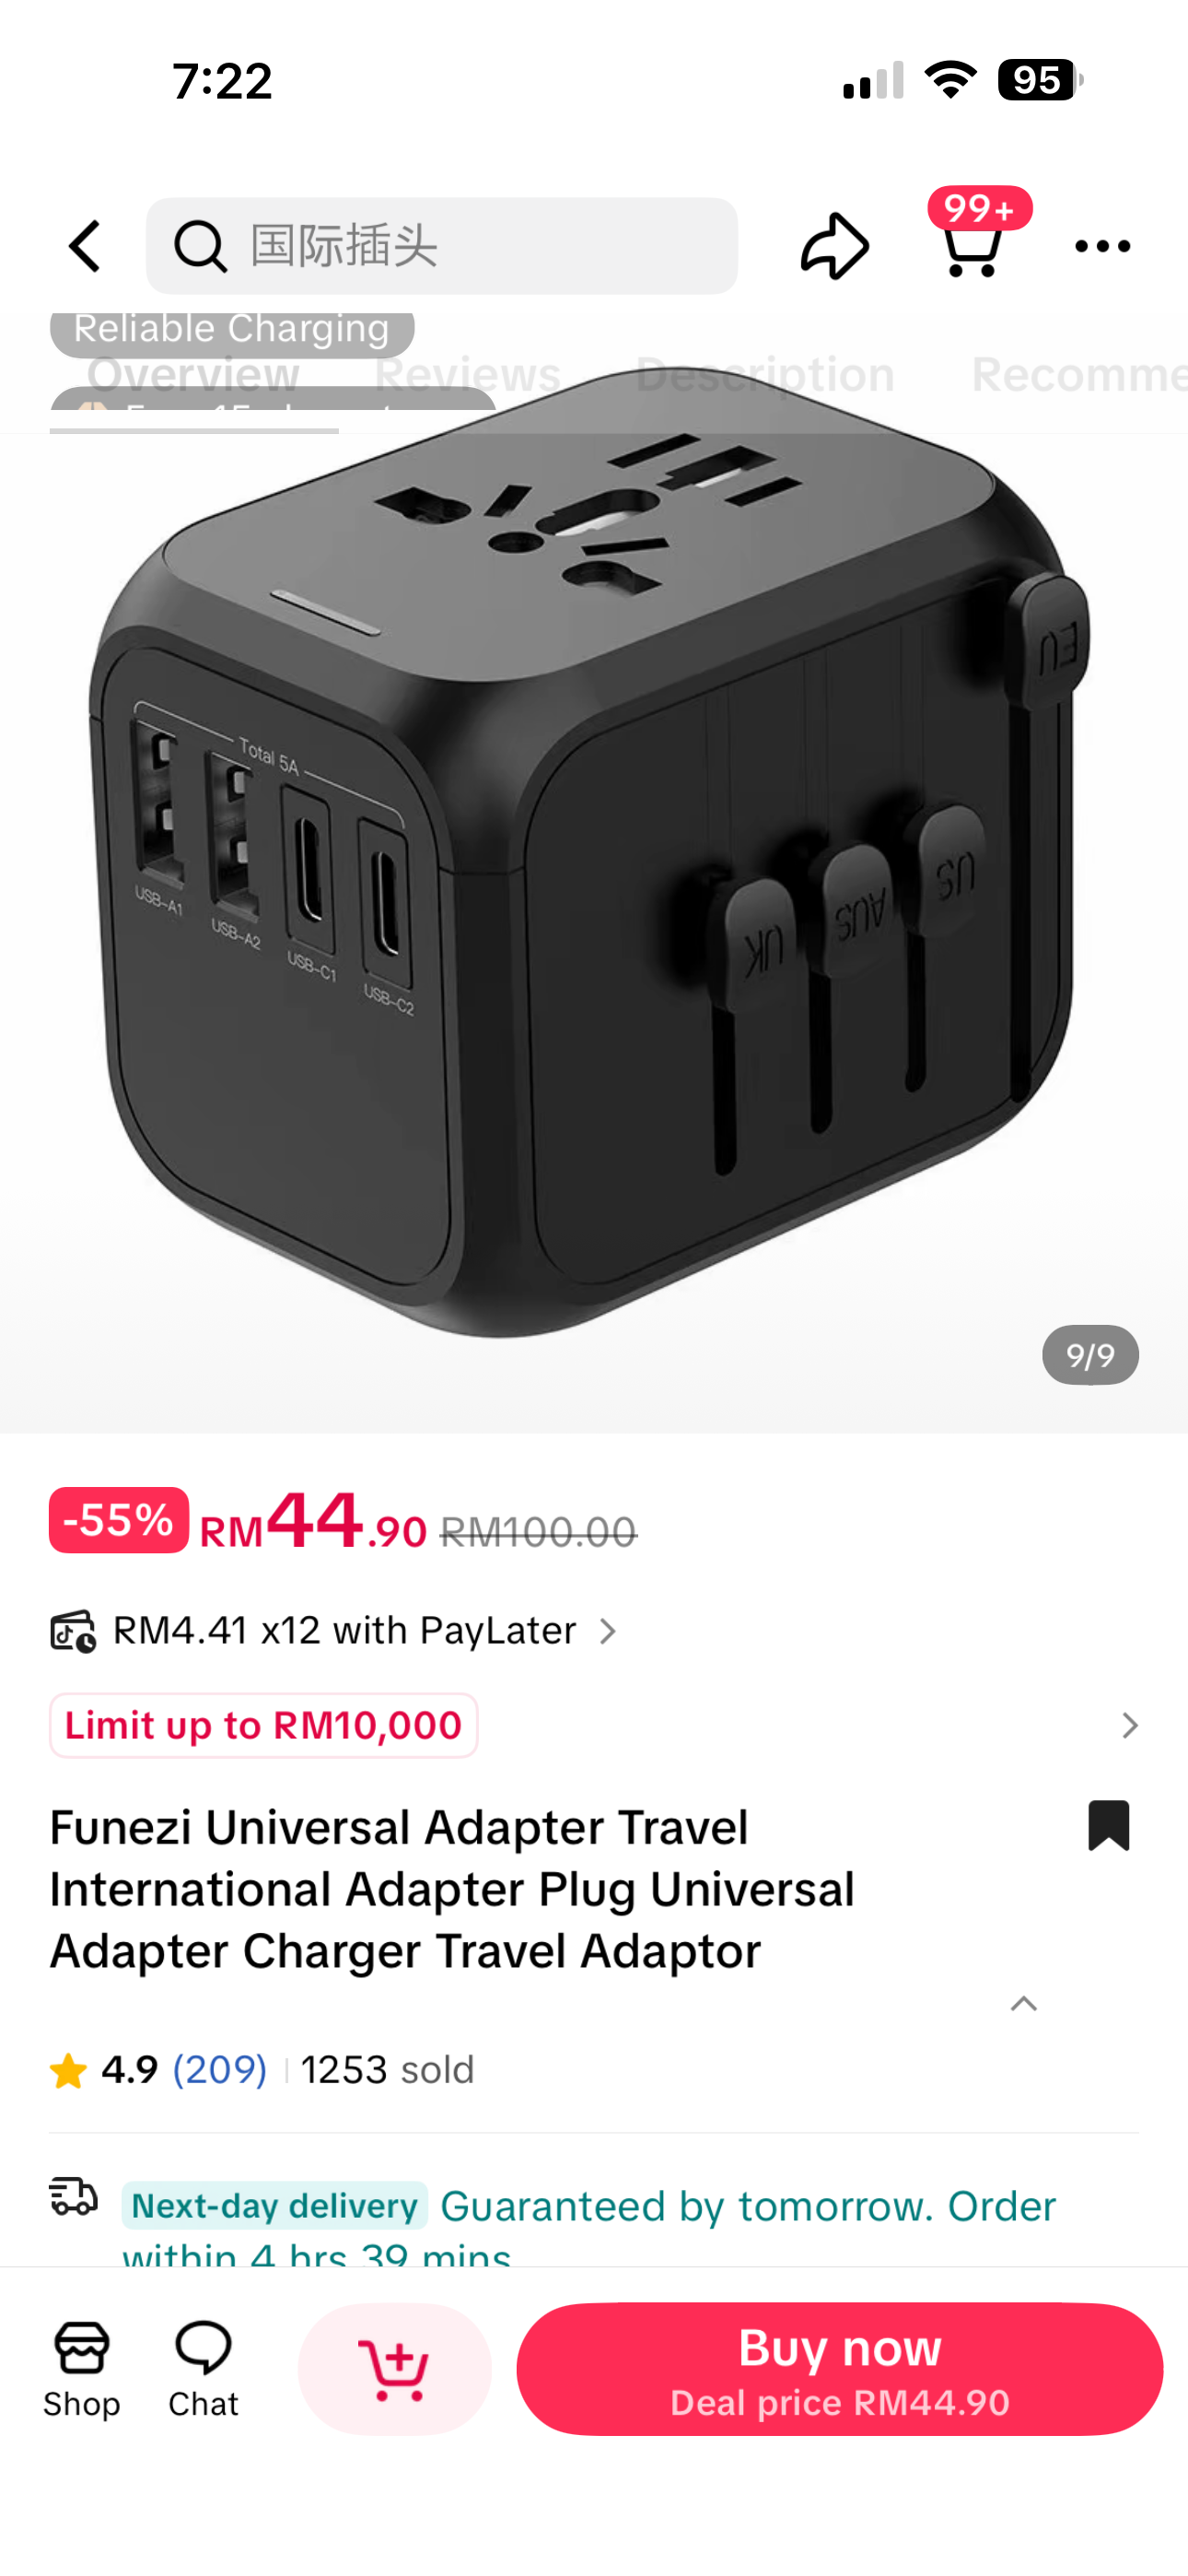 7:22
95
国际插头
99+
Reliable Charging
Overview Reviews Description Recomme
Total 5A
USB-A1
USB-A2
USB-C1
USB-C2
EU
US
AUS
UK
9/9
-55% RM44.90 RM100.00
RM4.41 x12 with PayLater
Limit up to RM10,000
Funezi Universal Adapter Travel
International Adapter Plug Universal
Adapter Charger Travel Adaptor
4.9 (209) 1253 sold
Next-day delivery Guaranteed by tomorrow. Order
within 4 hrs 39 mins
Buy now
Shop Chat Deal price RM44.90